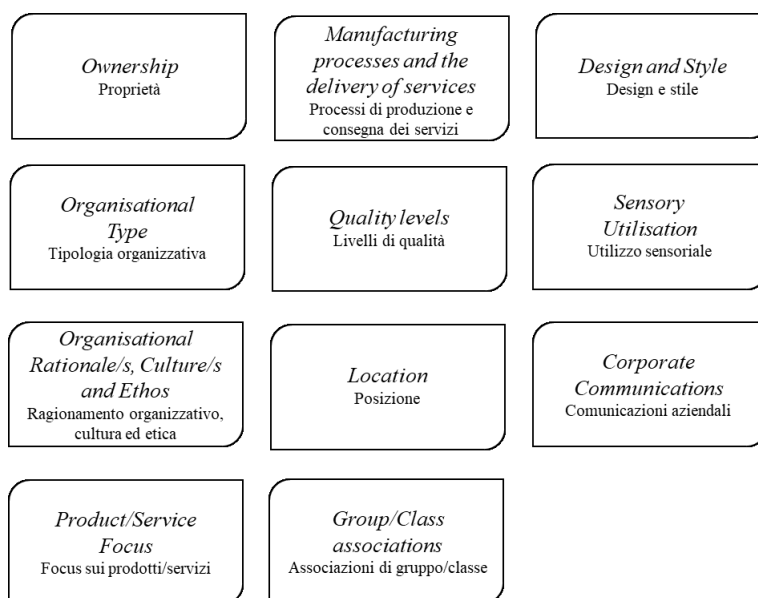 Ownership
Proprietà
Manufacturing
processes and the
delivery of services
Processi di produzione e
consegna dei servizi
Design and Style
Design e stile
Organisational
Type
Tipologia organizzativa
Quality levels
Livelli di qualità
Sensory
Utilisation
Utilizzo sensoriale
Organisational
Rationale/s, Culture/s
and Ethos
Ragionamento organizzativo,
cultura ed etica
Location
Posizione
Corporate
Communications
Comunicazioni aziendali
Product/Service
Focus
Focus sui prodotti/servizi
Group/Class
associations
Associazioni di gruppo/classe